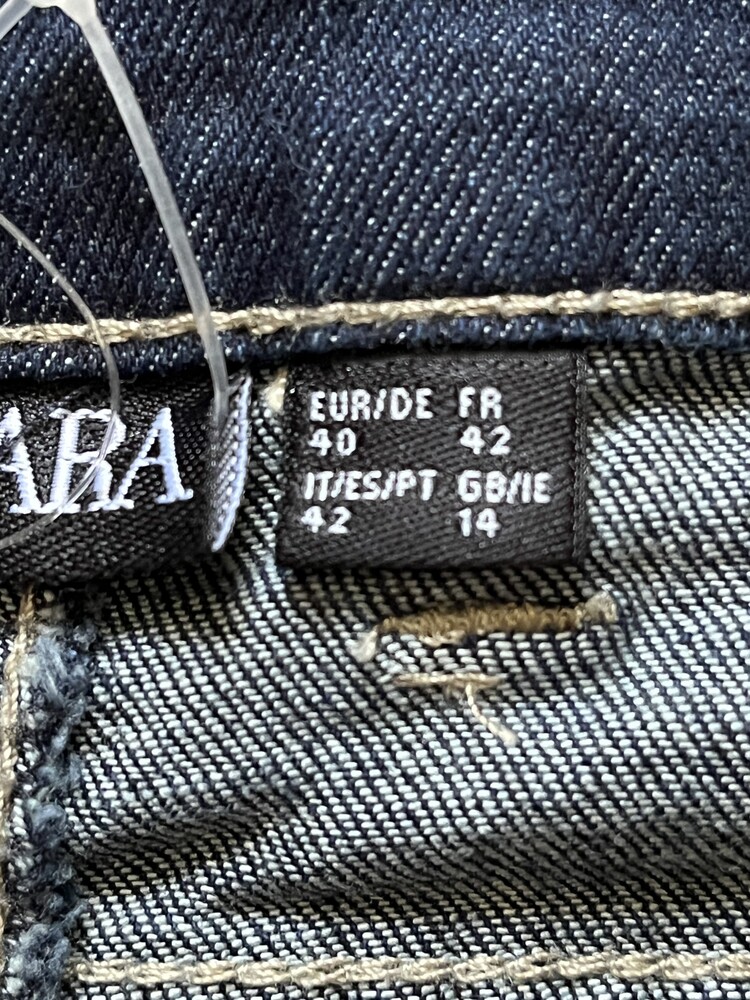 ARA
EUR/DE FR
40 42
IT/ES/PT GB/IE
42 14